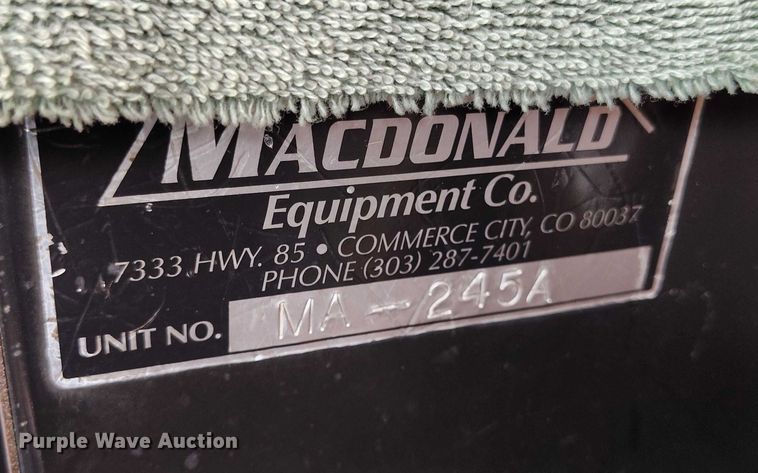 MACDONALD
Equipment Co.
7333 HWY. 85 • COMMERCE CITY, CO 80037
PHONE (303) 287-7401
UNIT NO. MA-245A
Purple Wave Auction